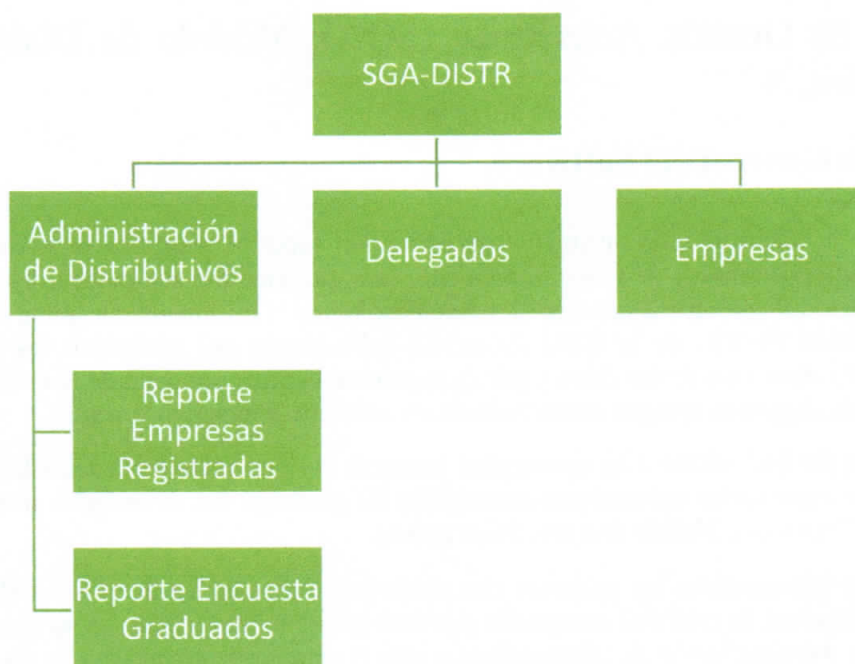 SGA-DISTR
Administración
de Distributivos
Delegados
Empresas
Reporte
Empresas
Registradas
Reporte Encuesta
Graduados